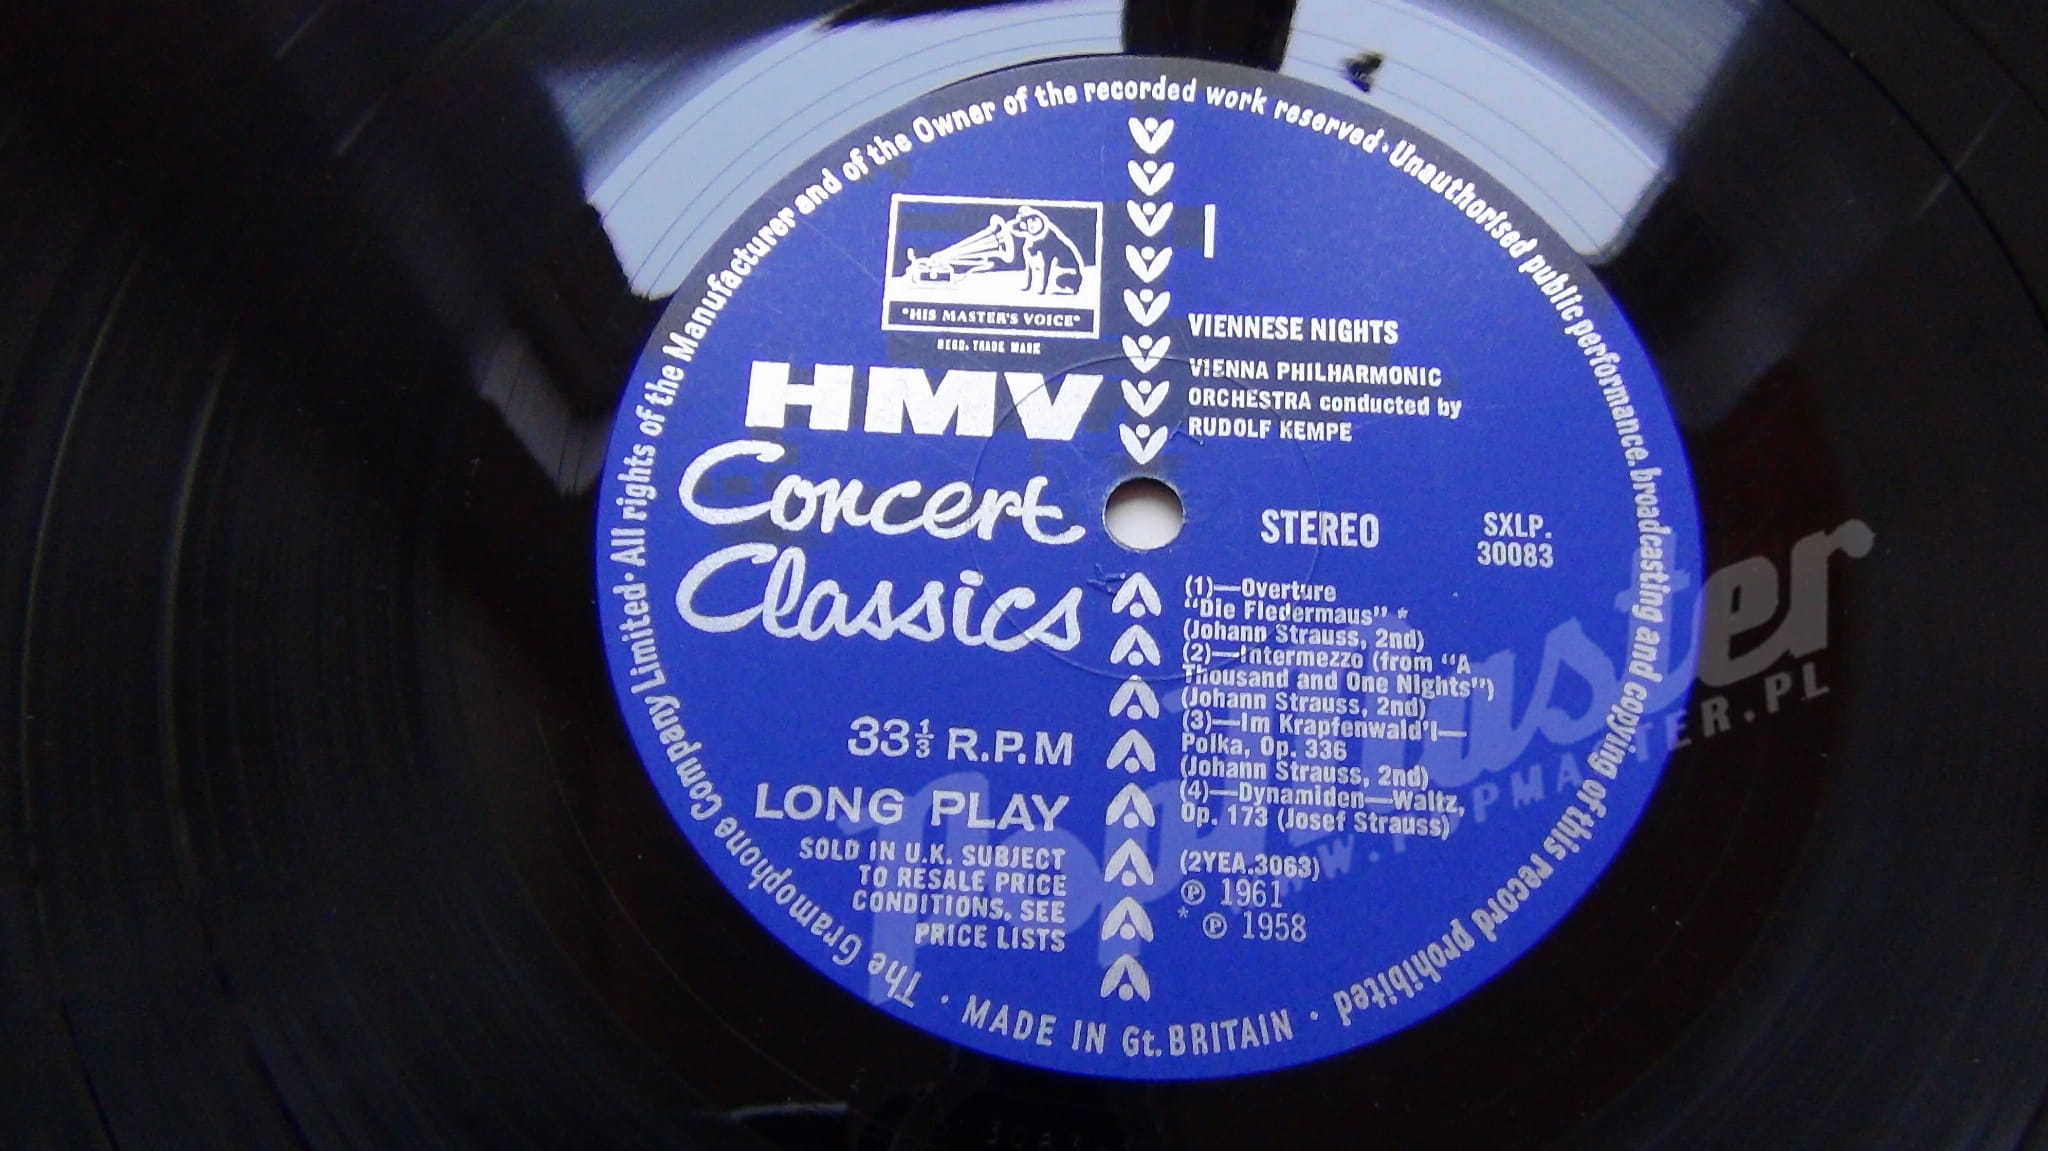 The Gramophone Company Limited · All rights of the Manufacturer and of the Owner of the recorded work reserved · Unauthorised public performance, broadcasting and copying of this record prohibited ·
MADE IN Gt. BRITAIN ·
"HIS MASTER'S VOICE"
REGD. TRADE MARK
HMV
Concert
Classics
33⅓ R.P.M
LONG PLAY
SOLD IN U.K. SUBJECT
TO RESALE PRICE
CONDITIONS, SEE
PRICE LISTS
1
VIENNESE NIGHTS
VIENNA PHILHARMONIC
ORCHESTRA conducted by
RUDOLF KEMPE
STEREO
SXLP.
30083
(1)—Overture
"Die Fledermaus" *
(Johann Strauss, 2nd)
(2)—Intermezzo (from "A
Thousand and One Nights")
(Johann Strauss, 2nd)
(3)—Im Krapfenwald'l—
Polka, Op. 336
(Johann Strauss, 2nd)
(4)—Dynamiden—Waltz,
Op. 173 (Josef Strauss)
(2YEA.3063)
℗ 1961
* ℗ 1958
PopMaster
WWW.POPMASTER.PL